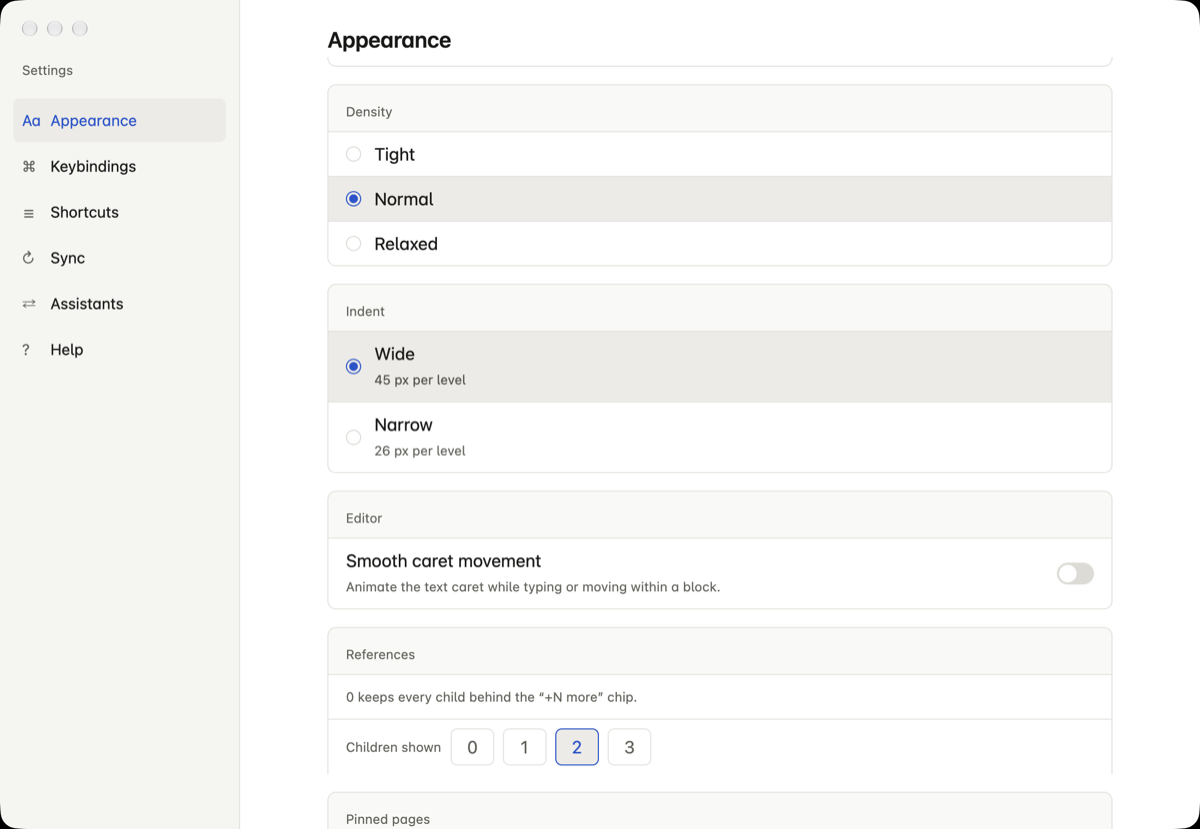 Settings
Aa Appearance
⌘ Keybindings
≡ Shortcuts
Sync
Assistants
? Help
Appearance
Density
Tight
Normal
Relaxed
Indent
Wide
45 px per level
Narrow
26 px per level
Editor
Smooth caret movement
Animate the text caret while typing or moving within a block.
References
0 keeps every child behind the “+N more” chip.
Children shown 0 1 2 3
Pinned pages